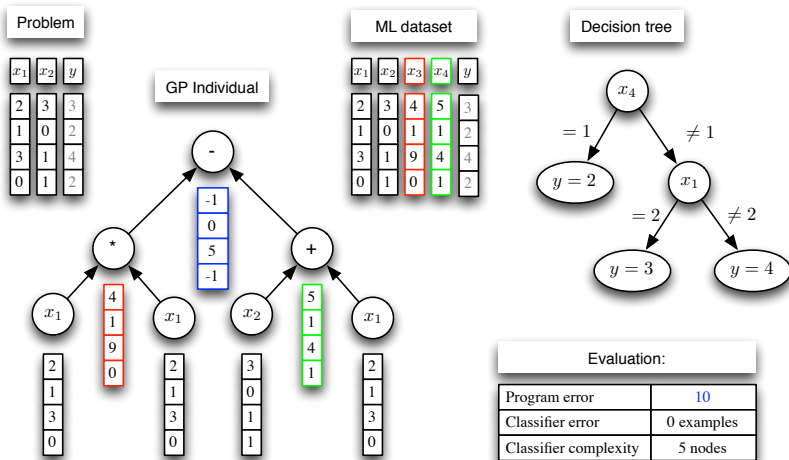 Problem
x₁ x₂ y
2 3 3
1 0 2
3 1 4
0 1 2
GP Individual
-
-1
0
5
-1
*
+
x₁
4
1
9
0
x₁
x₂
5
1
4
1
x₁
2
1
3
0
2
1
3
0
3
0
1
1
2
1
3
0
ML dataset
x₁ x₂ x₃ x₄ y
2 3 4 5 3
1 0 1 1 2
3 1 9 4 4
0 1 0 1 2
Decision tree
x₄
= 1
≠ 1
y = 2
x₁
= 2
≠ 2
y = 3
y = 4
Evaluation:
Program error 10
Classifier error 0 examples
Classifier complexity 5 nodes